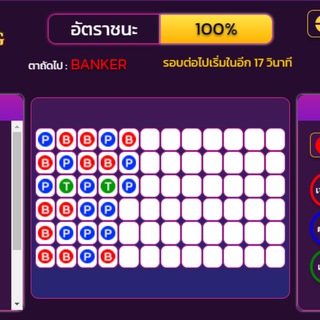 อัตราชนะ 100%
G
ตาถัดไป : BANKER รอบต่อไปเริ่มในอีก 17 วินาที
P B B P B
B P B B P
P T P T P
B B P P
B P P P
B B P B